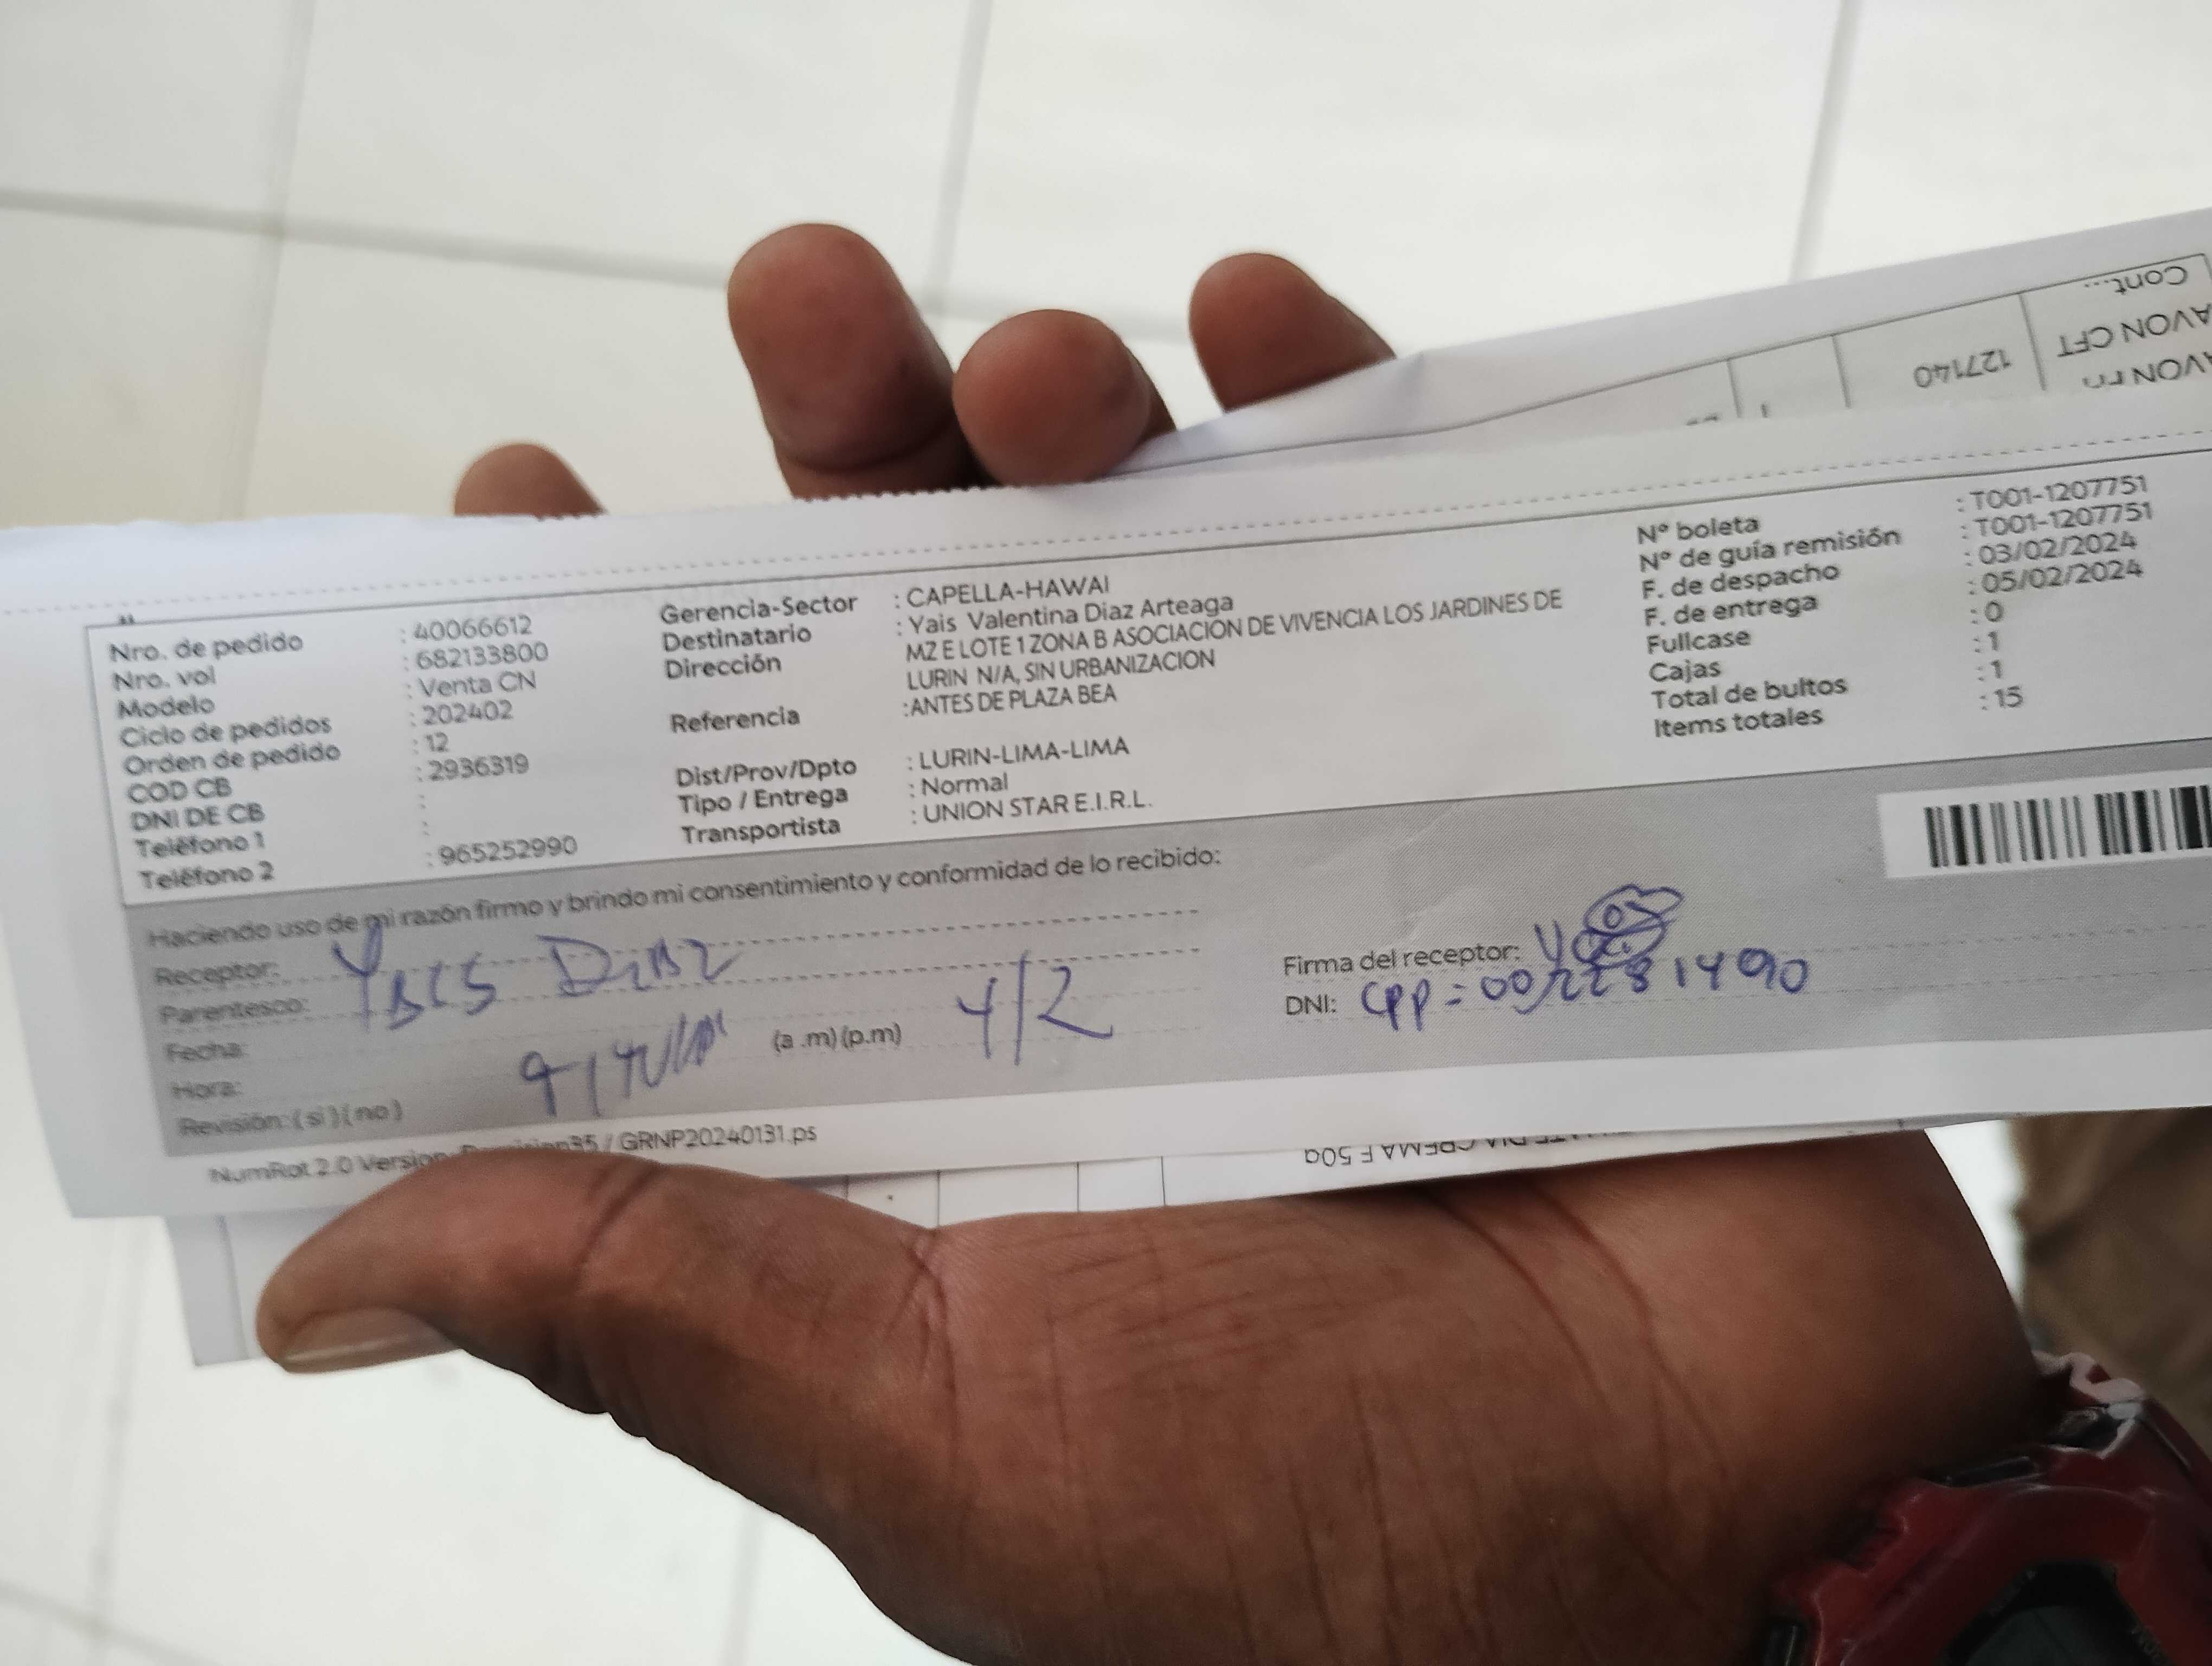 Nro. de pedido : 40066612
Nro. vol : 682133800
Modelo : Venta CN
Ciclo de pedidos : 202402
Orden de pedido : 12
COD CB : 2936319
DNI DE CB :
Teléfono 1 :
Teléfono 2 : 965252990
Gerencia-Sector : CAPELLA-HAWAI
Destinatario : Yais Valentina Diaz Arteaga
Dirección MZ E LOTE 1 ZONA B ASOCIACION DE VIVENCIA LOS JARDINES DE
LURIN N/A, SIN URBANIZACION
Referencia :ANTES DE PLAZA BEA
Dist/Prov/Dpto : LURIN-LIMA-LIMA
Tipo / Entrega : Normal
Transportista : UNION STAR E.I.R.L.
N° boleta : T001-1207751
N° de guía remisión : T001-1207751
F. de despacho : 03/02/2024
F. de entrega : 05/02/2024
Fullcase : 0
Cajas : 1
Total de bultos : 1
Items totales : 15
Haciendo uso de mi razón firmo y brindo mi consentimiento y conformidad de lo recibido:
Receptor:
Parentesco:
Fecha:
Hora: (a .m) (p.m) 4/2
Revisión: ( si ) ( no )
Firma del receptor:
DNI:
NumRot 2.0 Version / GRNP20240131.ps
Cont...
AVON CFT
127140
CREMA F 50g